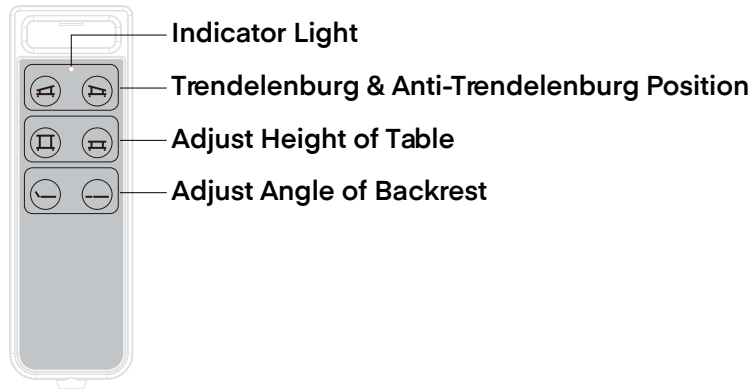 Indicator Light
Trendelenburg & Anti-Trendelenburg Position
Adjust Height of Table
Adjust Angle of Backrest